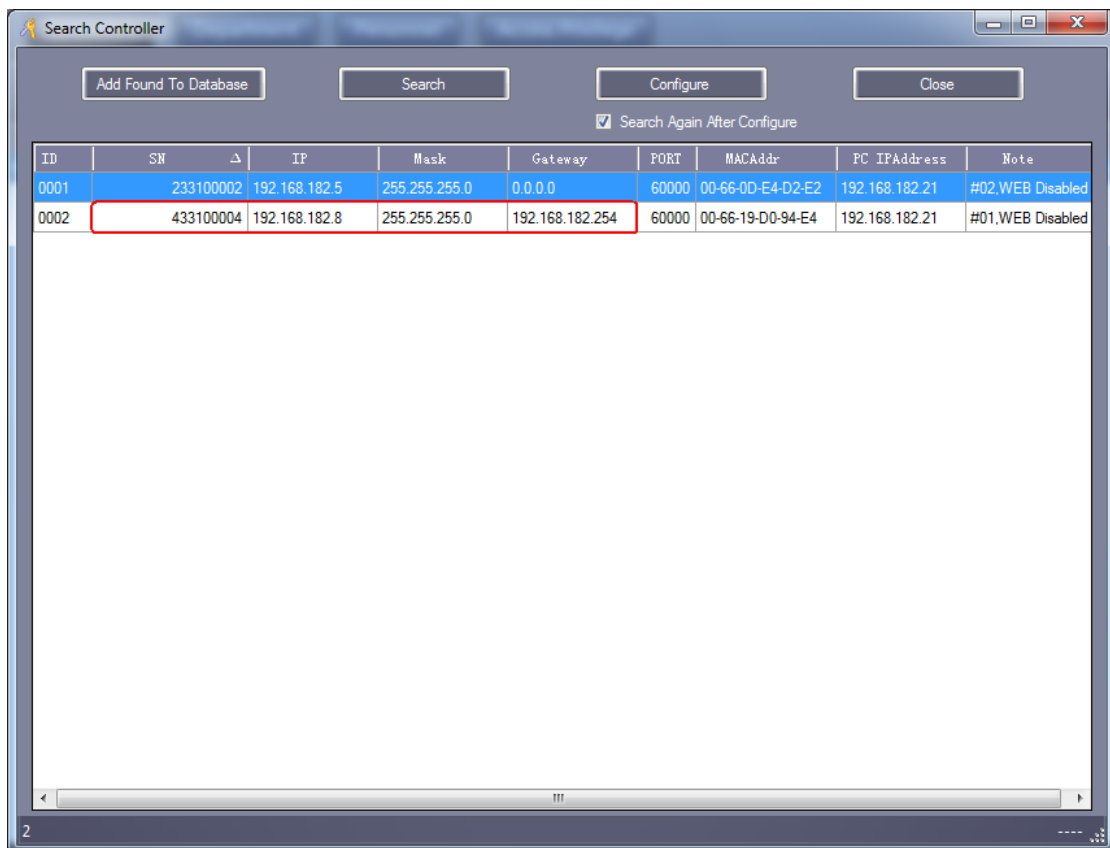 Search Controller
Add Found To Database Search Configure Close
Search Again After Configure
ID SN IP Mask Gateway PORT MACAddr PC IPAddress Note
0001 233100002 192.168.182.5 255.255.255.0 0.0.0.0 60000 00-66-0D-E4-D2-E2 192.168.182.21 #02,WEB Disabled
0002 433100004 192.168.182.8 255.255.255.0 192.168.182.254 60000 00-66-19-D0-94-E4 192.168.182.21 #01,WEB Disabled
2 ----